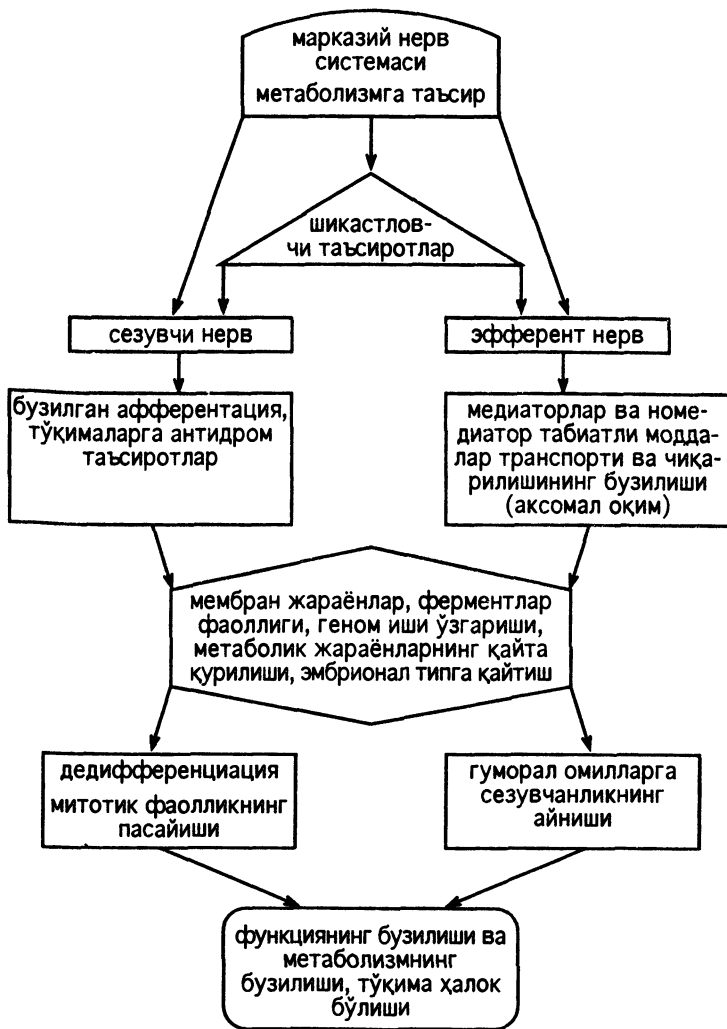 марказий нерв
системаси
метаболизмга таъсир
шикастлов-
чи таъсиротлар
сезувчи нерв
эфферент нерв
бузилган афферентация,
тўқималарга антидром
таъсиротлар
медиаторлар ва номе-
диатор табиатли модда-
лар транспорти ва чиқа-
рилишининг бузилиши
(аксомал оқим)
мембран жараёнлар, ферментлар
фаоллиги, геном иши ўзгариши,
метаболик жараёнларнинг қайта
қурилиши, эмбрионал типга қайтиш
дедифференциация
митотик фаолликнинг
пасайиши
гуморал омилларга
сезувчанликнинг
айниши
функциянинг бузилиши ва
метаболизмнинг
бузилиши, тўқима ҳалок
бўлиши